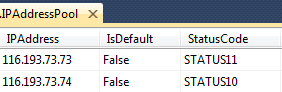 .IPAddressPool
IPAddress IsDefault StatusCode
116.193.73.73 False STATUS11
116.193.73.74 False STATUS10